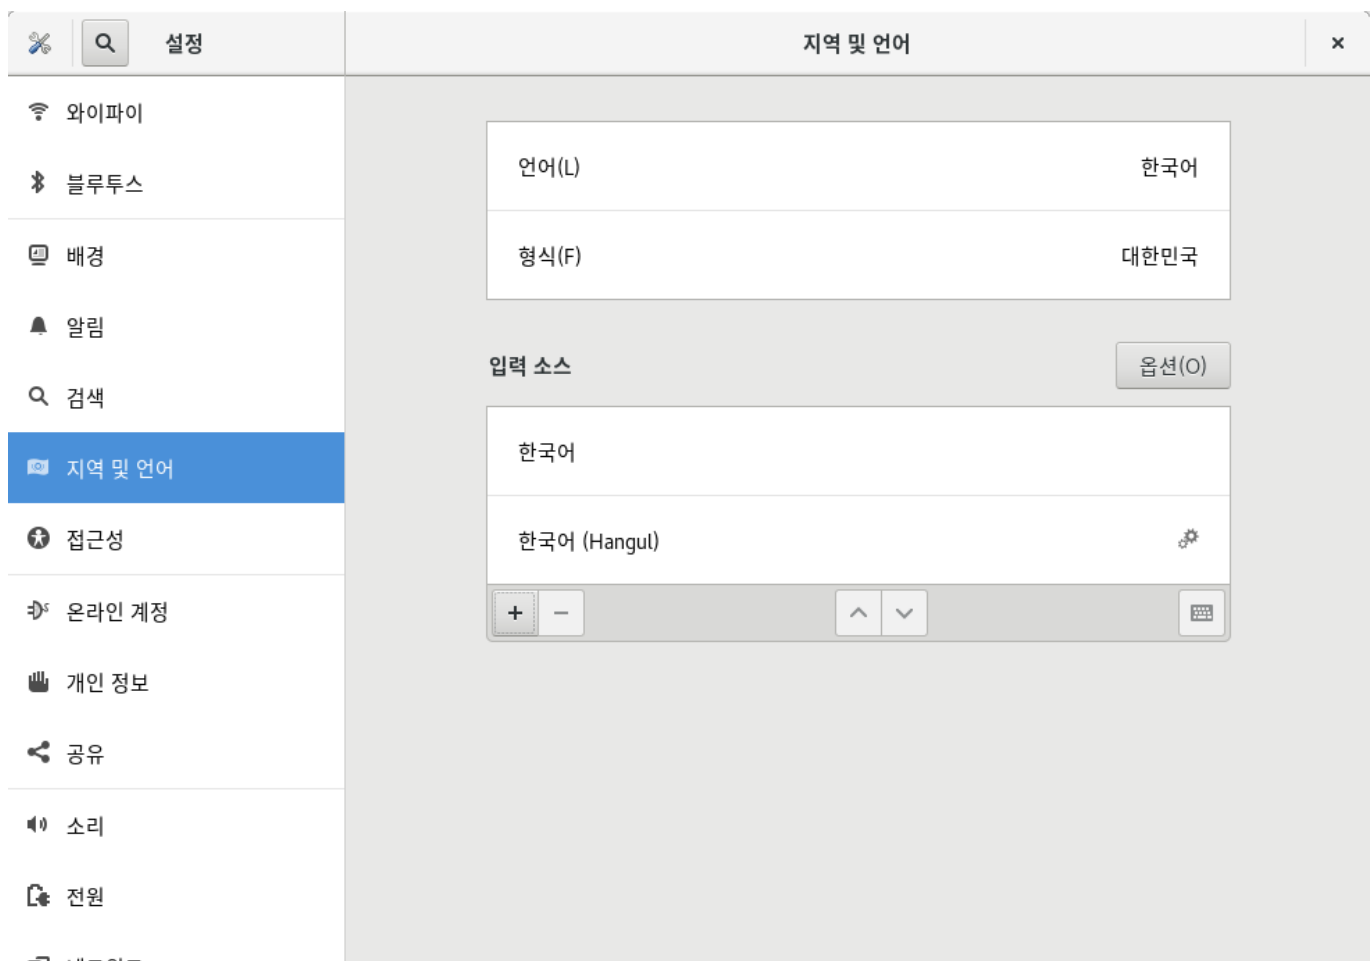 설정
지역 및 언어
와이파이
블루투스
배경
알림
검색
지역 및 언어
접근성
온라인 계정
개인 정보
공유
소리
전원
언어(L) 한국어
형식(F) 대한민국
입력 소스 옵션(O)
한국어
한국어 (Hangul)